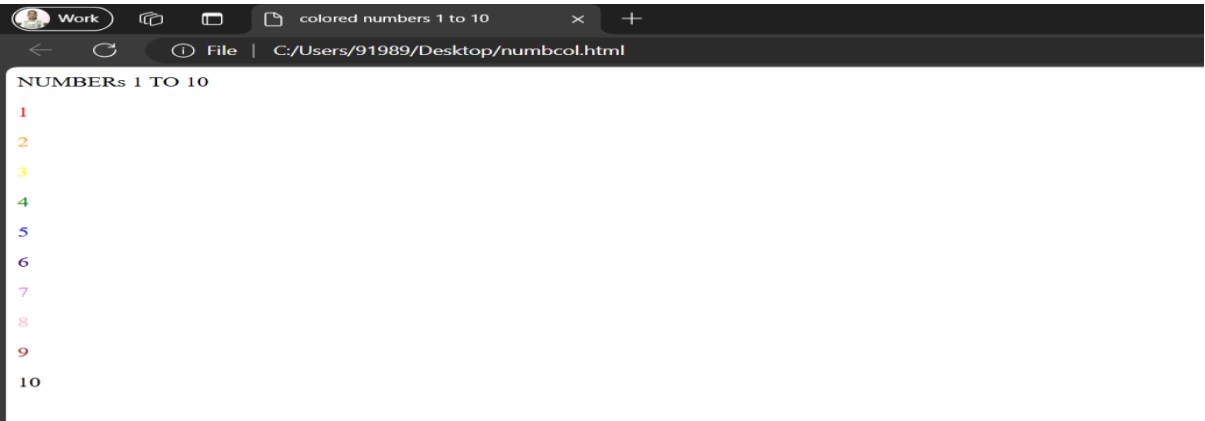 Work
colored numbers 1 to 10
File | C:/Users/91989/Desktop/numbcol.html
NUMBERs 1 TO 10
1
2
3
4
5
6
7
8
9
10